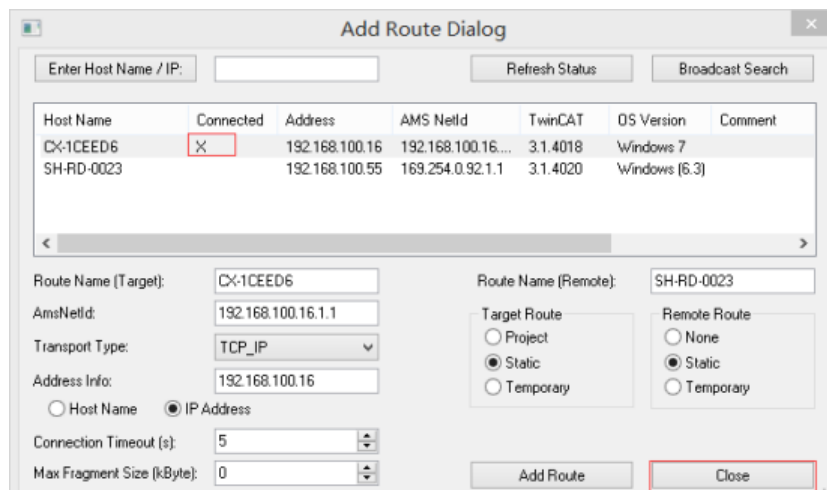 Add Route Dialog
Enter Host Name / IP: Refresh Status Broadcast Search
Host Name Connected Address AMS NetId TwinCAT OS Version Comment
CX-1CEED6 X 192.168.100.16 192.168.100.16.... 3.1.4018 Windows 7
SH-RD-0023 192.168.100.55 169.254.0.92.1.1 3.1.4020 Windows (6.3)
Route Name (Target): CX-1CEED6 Route Name (Remote): SH-RD-0023
AmsNetId: 192.168.100.16.1.1 Target Route Remote Route
Transport Type: TCP_IP Project None
Address Info: 192.168.100.16 Static Static
Host Name IP Address Temporary Temporary
Connection Timeout (s): 5
Max Fragment Size (kByte): 0 Add Route Close